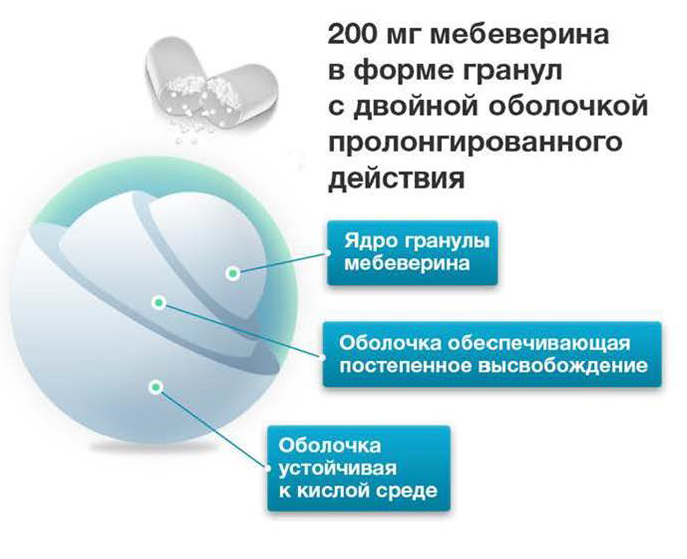 200 мг мебеверина
в форме гранул
с двойной оболочкой
пролонгированного
действия
Ядро гранулы
мебеверина
Оболочка обеспечивающая
постепенное высвобождение
Оболочка
устойчивая
к кислой среде